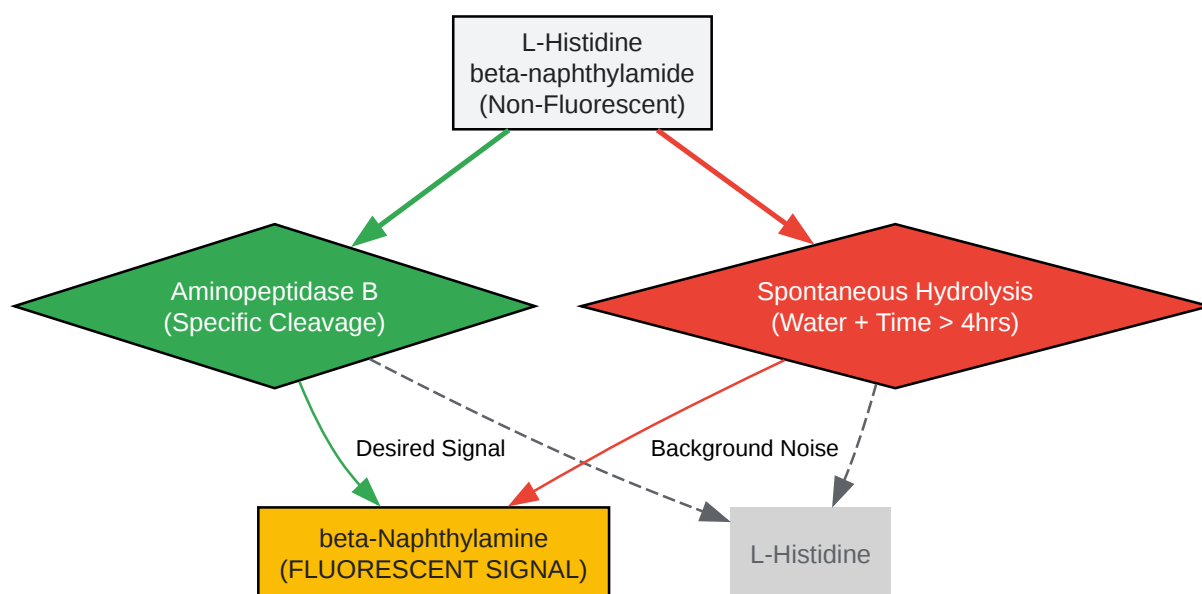 L-Histidine
beta-naphthylamide
(Non-Fluorescent)
Aminopeptidase B
(Specific Cleavage)
Spontaneous Hydrolysis
(Water + Time > 4hrs)
Desired Signal
Background Noise
beta-Naphthylamine
(FLUORESCENT SIGNAL)
L-Histidine